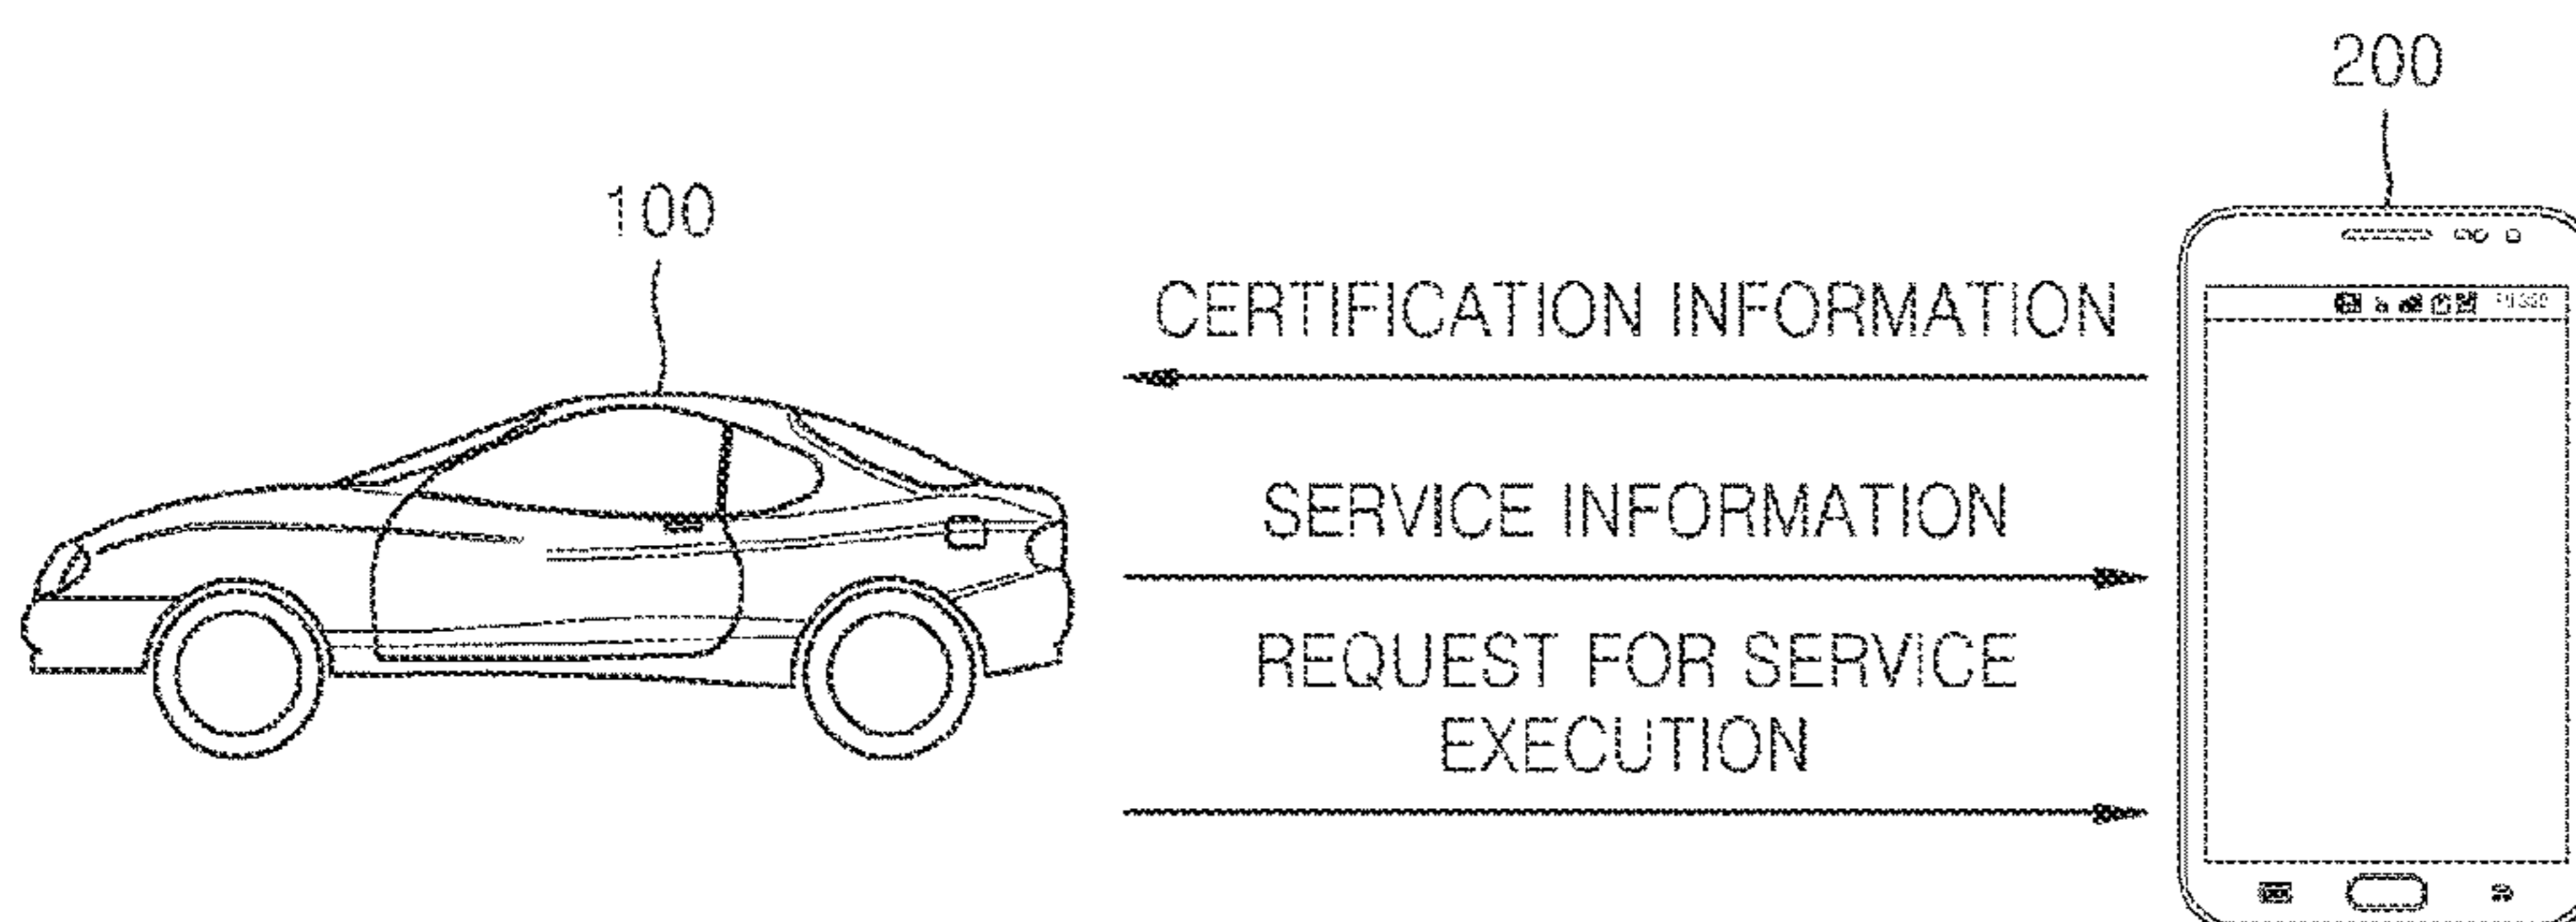 200
100
CERTIFICATION INFORMATION
SERVICE INFORMATION
REQUEST FOR SERVICE
EXECUTION